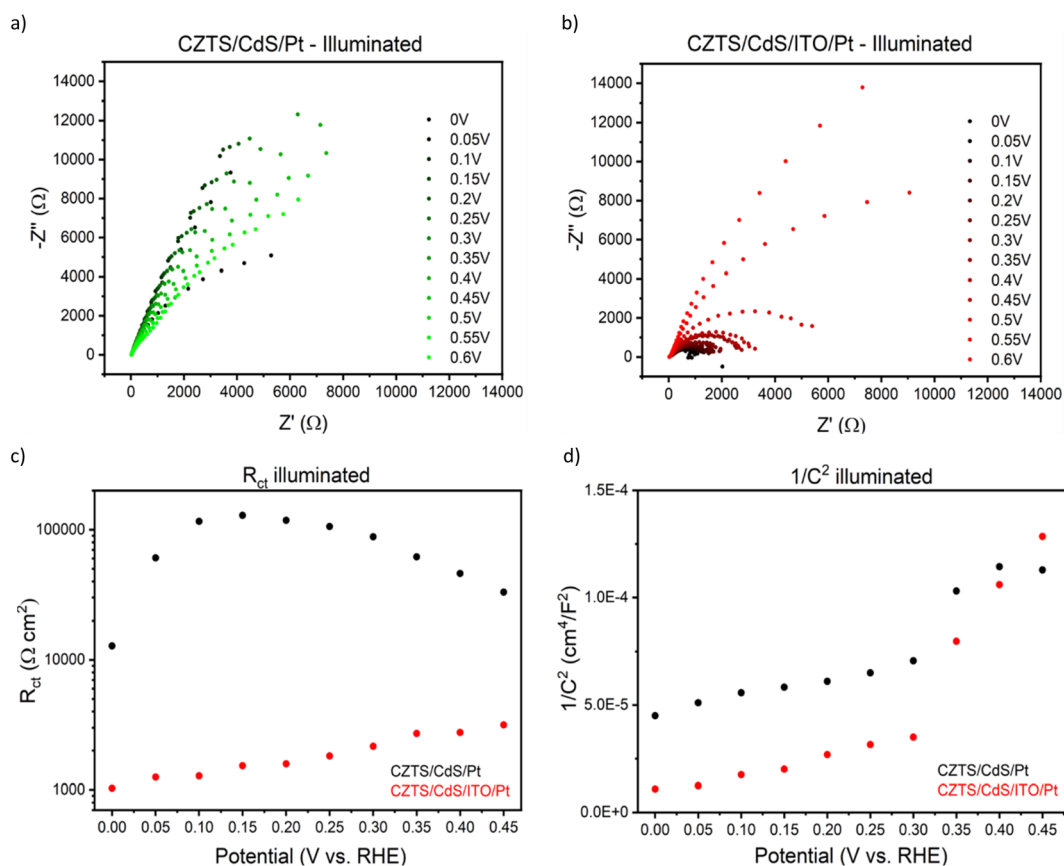 a)
CZTS/CdS/Pt - Illuminated
14000
12000
10000
8000
6000
4000
2000
0
-Z'' (Ω)
0 2000 4000 6000 8000 10000 12000 14000
Z' (Ω)
0V
0.05V
0.1V
0.15V
0.2V
0.25V
0.3V
0.35V
0.4V
0.45V
0.5V
0.55V
0.6V
b)
CZTS/CdS/ITO/Pt - Illuminated
14000
12000
10000
8000
6000
4000
2000
0
-Z'' (Ω)
0 2000 4000 6000 8000 10000 12000 14000
Z' (Ω)
0V
0.05V
0.1V
0.15V
0.2V
0.25V
0.3V
0.35V
0.4V
0.45V
0.5V
0.55V
0.6V
c)
Rct illuminated
100000
10000
1000
Rct (Ω cm²)
CZTS/CdS/Pt
CZTS/CdS/ITO/Pt
0.00 0.05 0.10 0.15 0.20 0.25 0.30 0.35 0.40 0.45
Potential (V vs. RHE)
d)
1/C² illuminated
1.5E-4
1.0E-4
5.0E-5
0.0E+0
1/C² (cm⁴/F²)
CZTS/CdS/Pt
CZTS/CdS/ITO/Pt
0.00 0.05 0.10 0.15 0.20 0.25 0.30 0.35 0.40 0.45
Potential (V vs. RHE)